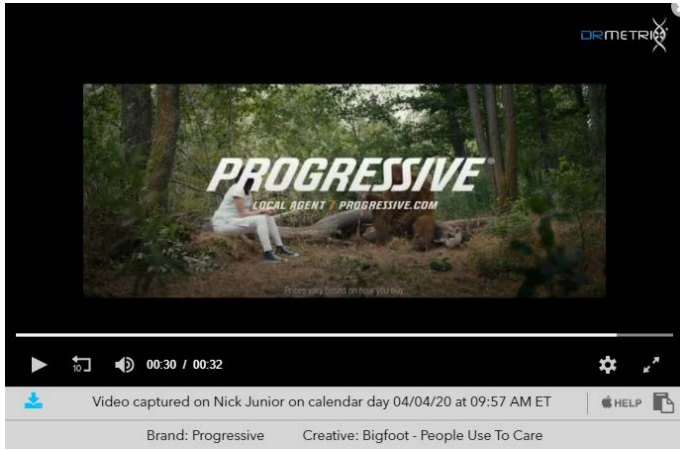 DRMETRIX
PROGRESSIVE®
LOCAL AGENT / PROGRESSIVE.COM
Prices vary based on how you buy.
10
00:30 / 00:32
Video captured on Nick Junior on calendar day 04/04/20 at 09:57 AM ET
HELP
Brand: Progressive Creative: Bigfoot - People Use To Care